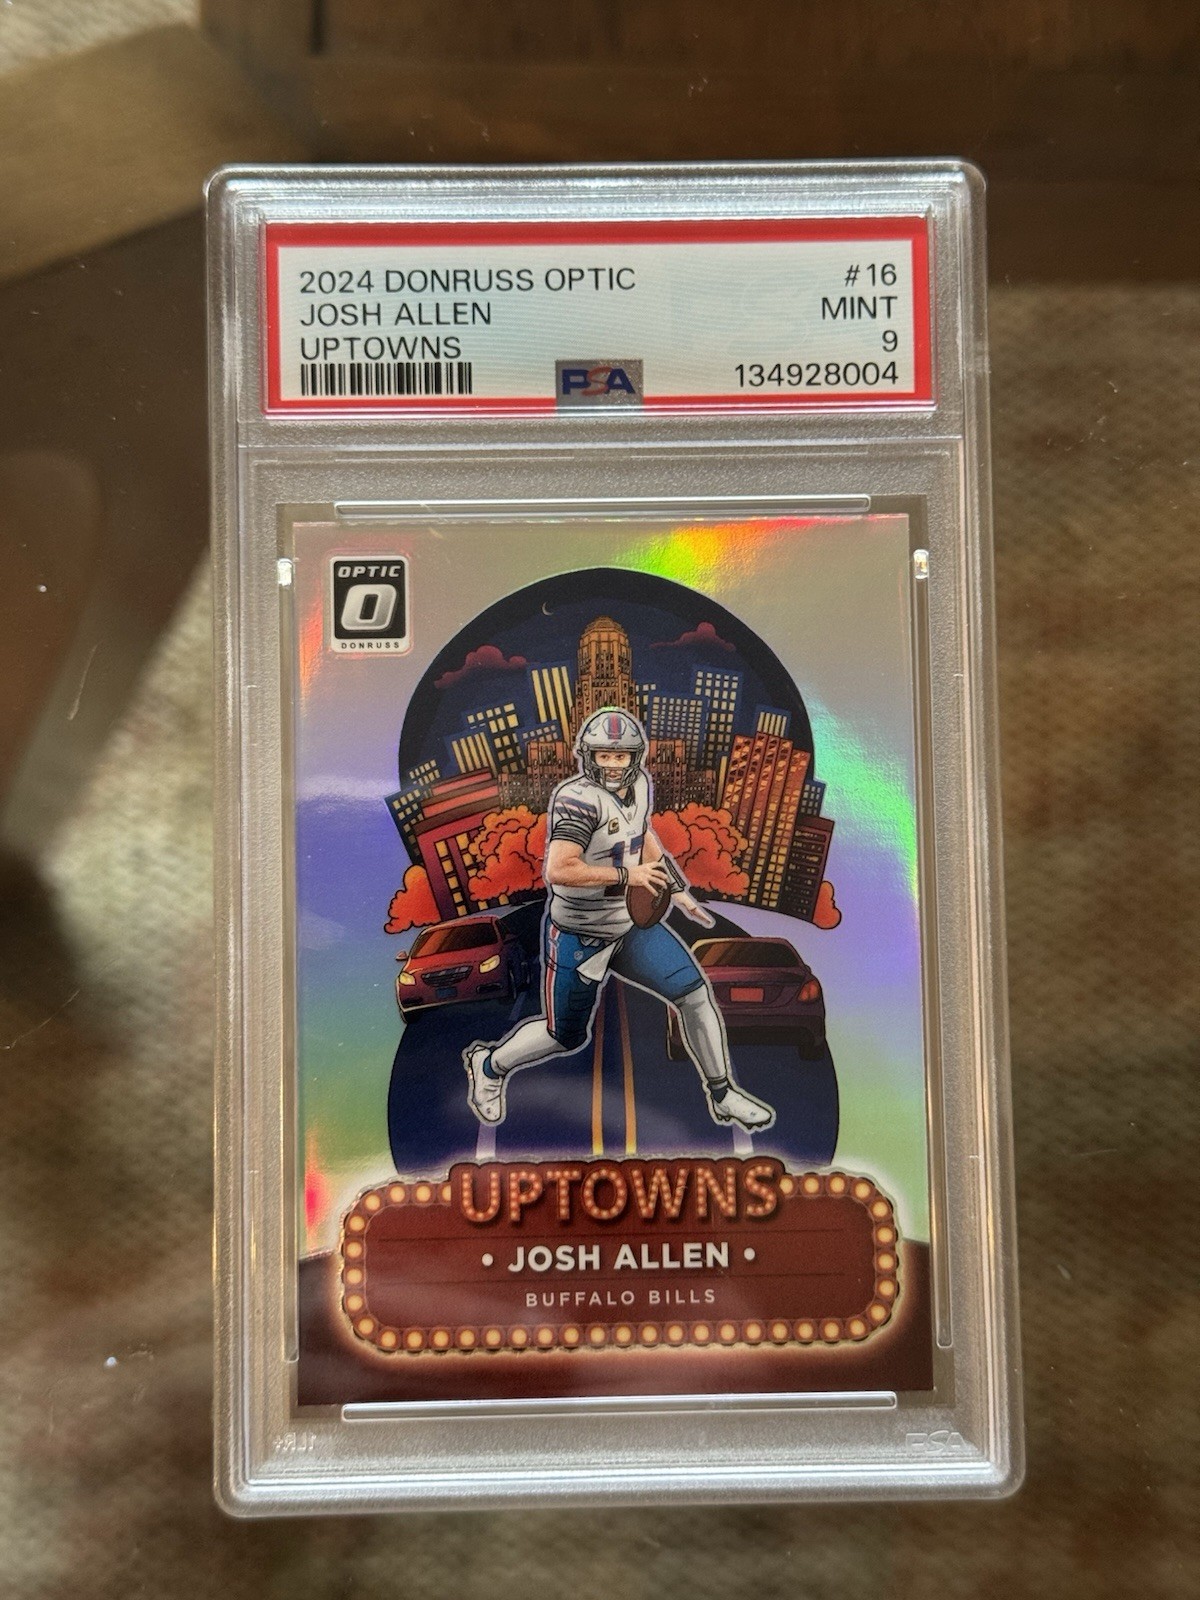 2024 DONRUSS OPTIC #16
JOSH ALLEN MINT
UPTOWNS 9
PSA 134928004
OPTIC
O
DONRUSS
17
UPTOWNS
• JOSH ALLEN •
BUFFALO BILLS
PSA